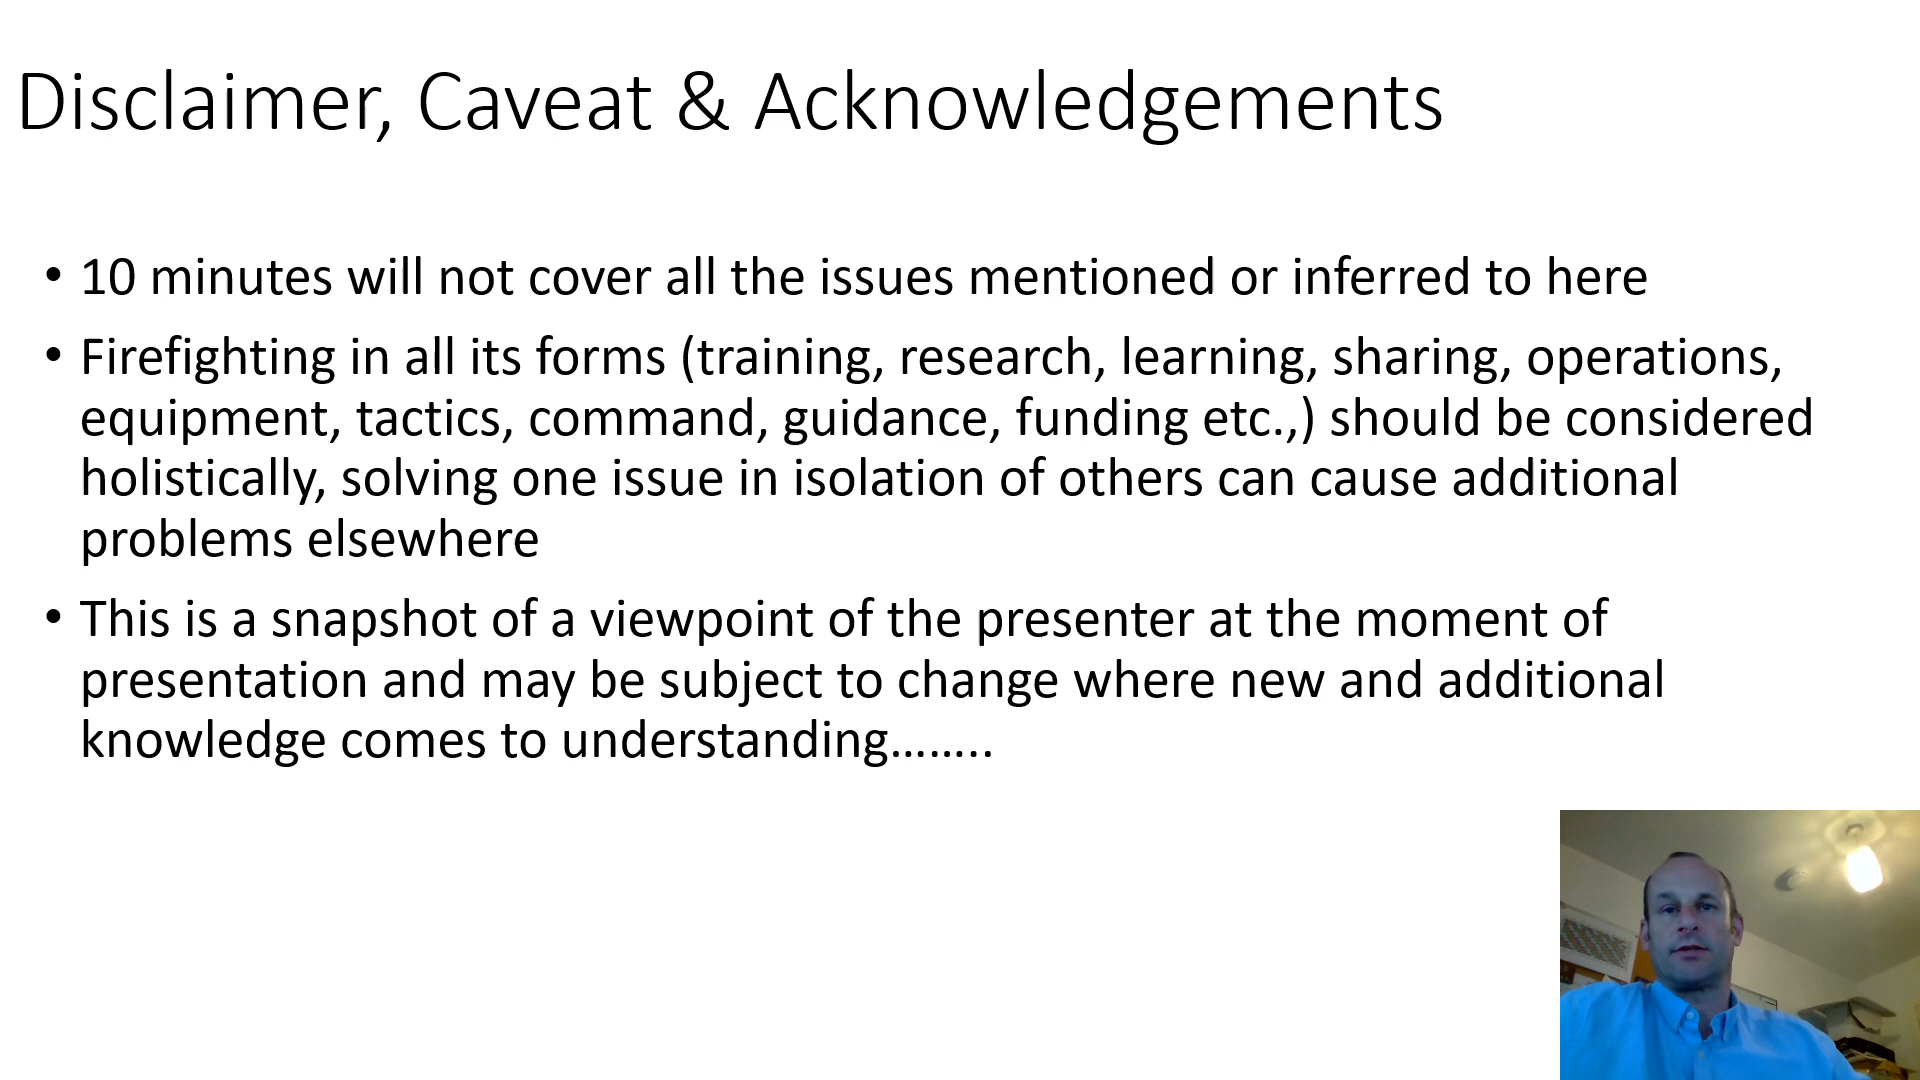 Disclaimer, Caveat & Acknowledgements
• 10 minutes will not cover all the issues mentioned or inferred to here
• Firefighting in all its forms (training, research, learning, sharing, operations,
equipment, tactics, command, guidance, funding etc.,) should be considered
holistically, solving one issue in isolation of others can cause additional
problems elsewhere
• This is a snapshot of a viewpoint of the presenter at the moment of
presentation and may be subject to change where new and additional
knowledge comes to understanding……..